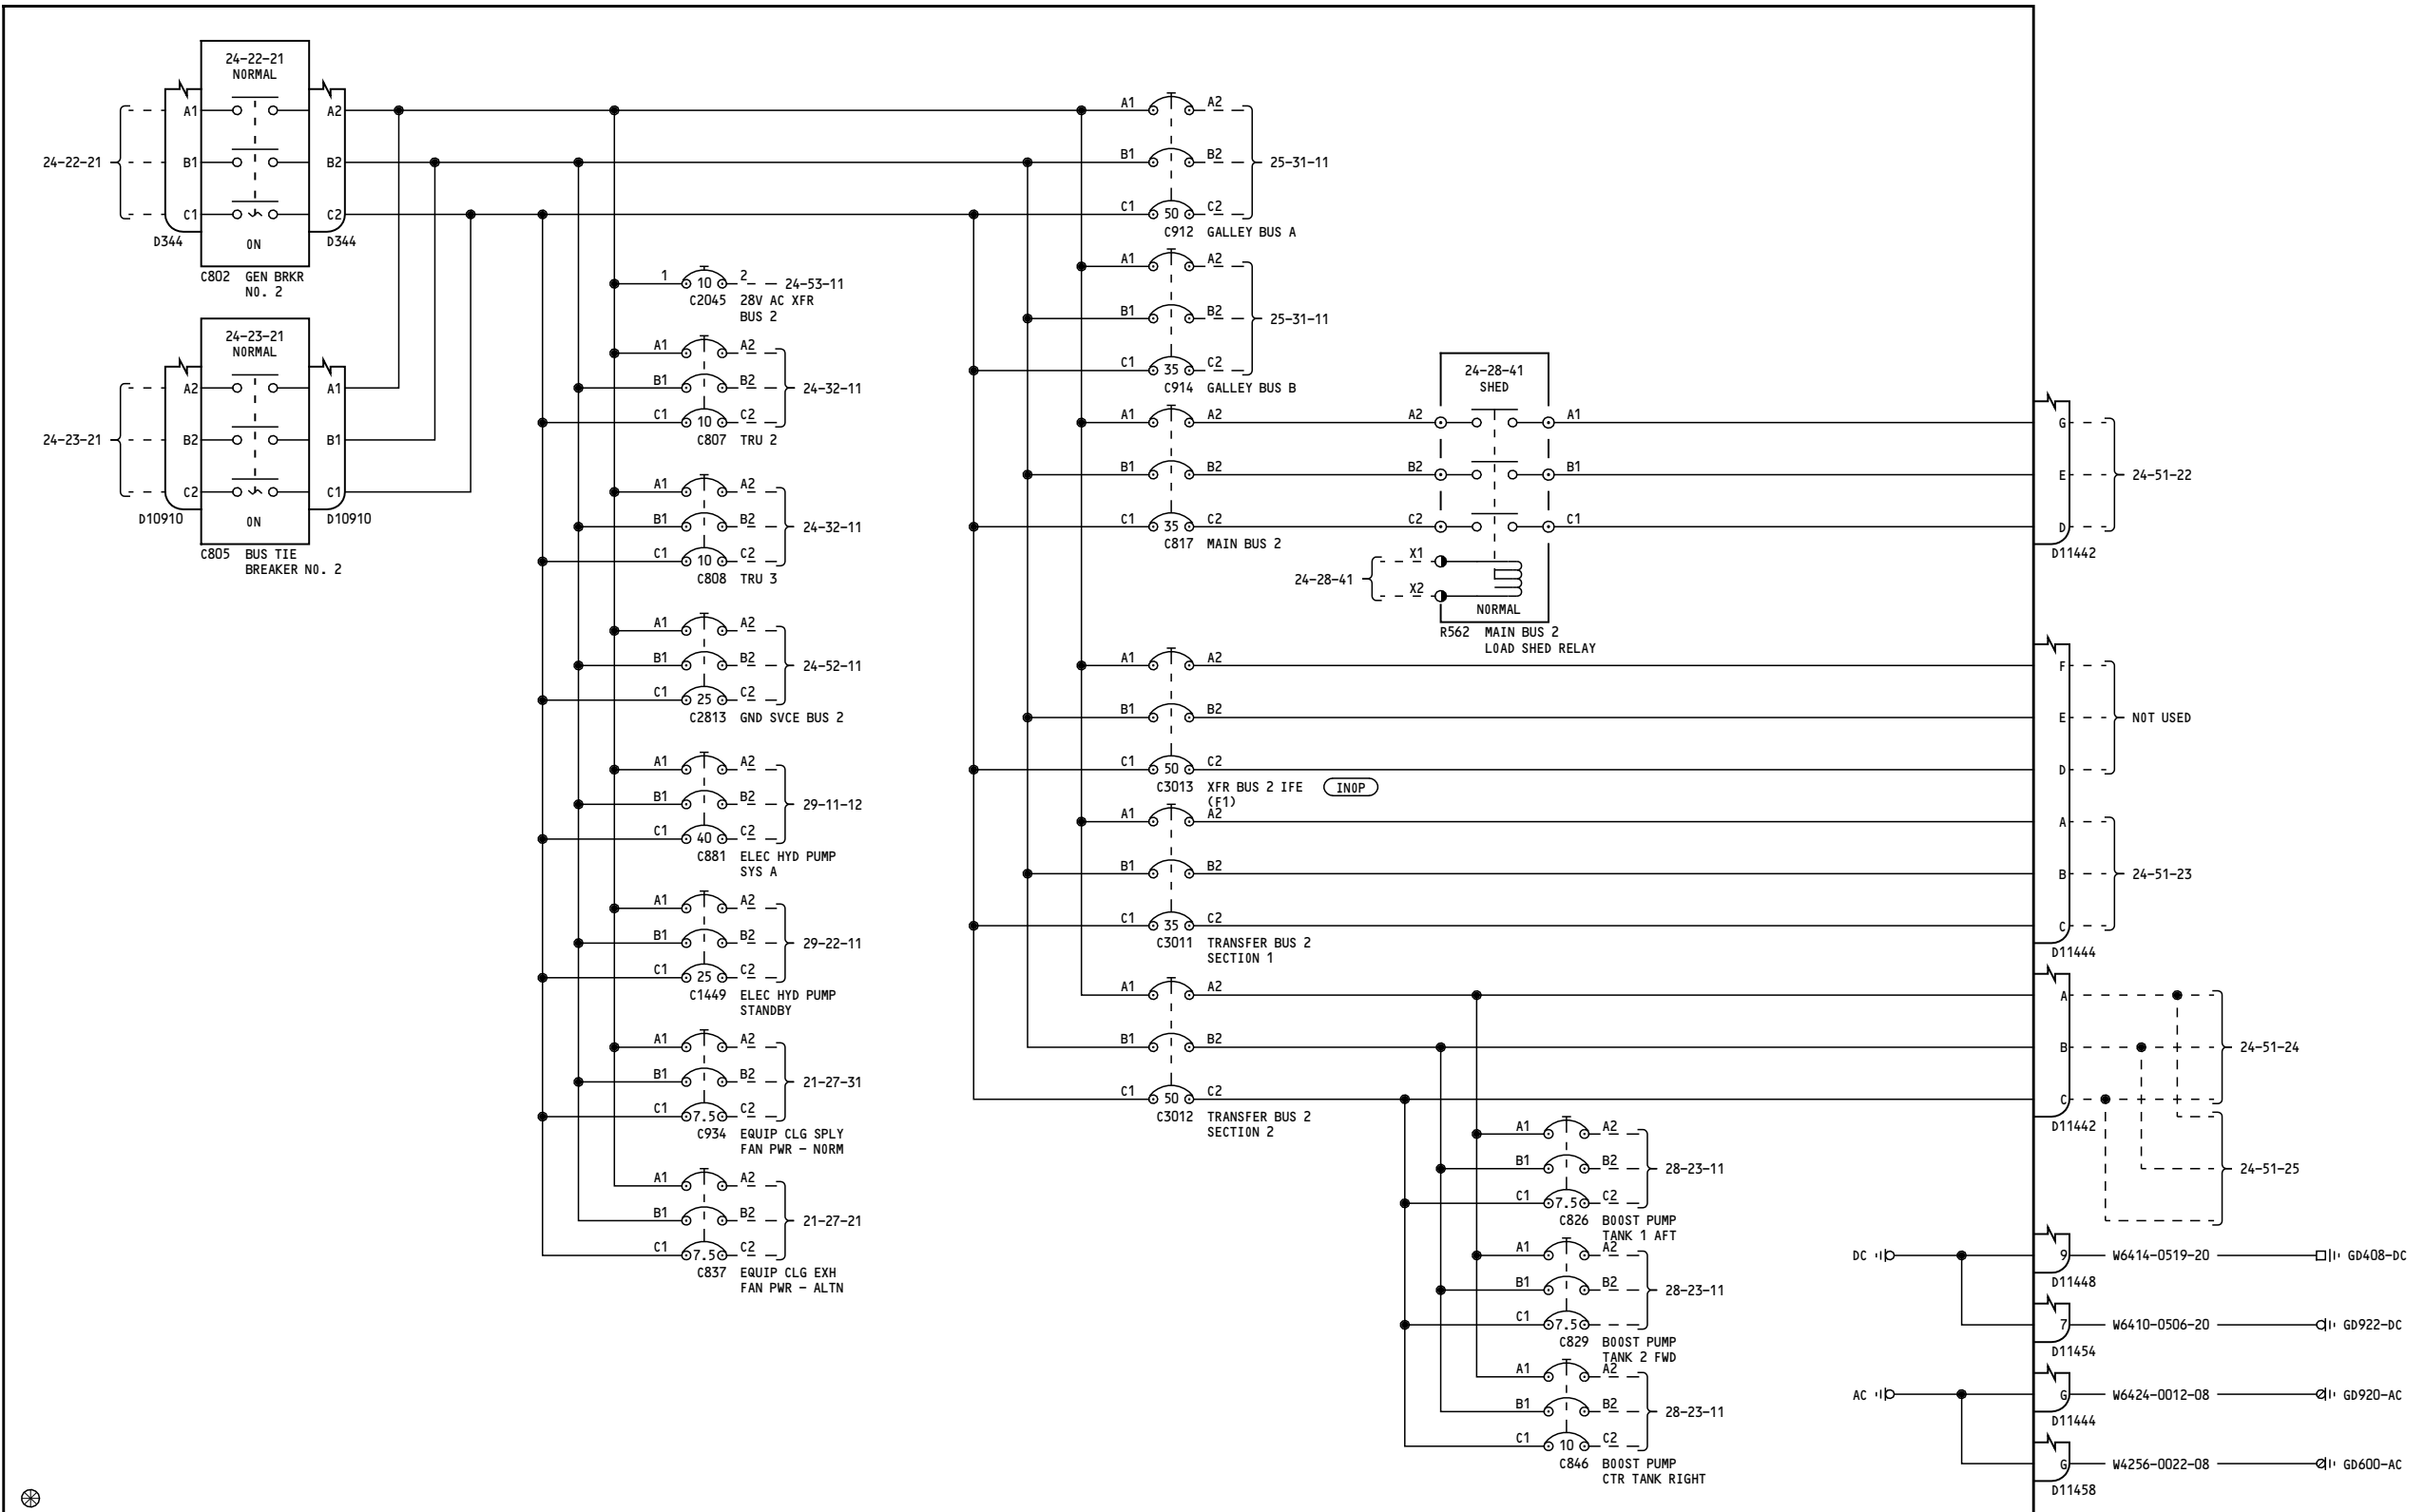 24-22-21
NORMAL
24-22-21
A1
A2
B1
B2
C1
C2
D344
ON
D344
C802 GEN BRKR
NO. 2
24-23-21
NORMAL
24-23-21
A2
A1
B2
B1
C2
C1
D10910
ON
D10910
C805 BUS TIE
BREAKER NO. 2
1 10 2 24-53-11
C2045 28V AC XFR
BUS 2
A1 A2
B1 B2 24-32-11
C1 10 C2
C807 TRU 2
A1 A2
B1 B2 24-32-11
C1 10 C2
C808 TRU 3
A1 A2
B1 B2 24-52-11
C1 25 C2
C2813 GND SVCE BUS 2
A1 A2
B1 B2 29-11-12
C1 40 C2
C881 ELEC HYD PUMP
SYS A
A1 A2
B1 B2 29-22-11
C1 25 C2
C1449 ELEC HYD PUMP
STANDBY
A1 A2
B1 B2 21-27-31
C1 7.5 C2
C934 EQUIP CLG SPLY
FAN PWR - NORM
A1 A2
B1 B2 21-27-21
C1 7.5 C2
C837 EQUIP CLG EXH
FAN PWR - ALTN
A1 A2
B1 B2 25-31-11
C1 50 C2
C912 GALLEY BUS A
A1 A2
B1 B2 25-31-11
C1 35 C2
C914 GALLEY BUS B
A1 A2
B1 B2
C1 35 C2
C817 MAIN BUS 2
24-28-41
SHED
A2 A1
B2 B1
C2 C1
24-28-41
X1
X2
NORMAL
R562 MAIN BUS 2
LOAD SHED RELAY
A1 A2
B1 B2
C1 50 C2
C3013 XFR BUS 2 IFE INOP
(F1)
A1 A2
B1 B2
C1 35 C2
C3011 TRANSFER BUS 2
SECTION 1
A1 A2
B1 B2
C1 50 C2
C3012 TRANSFER BUS 2
SECTION 2
A1 A2
B1 B2 28-23-11
C1 7.5 C2
C826 BOOST PUMP
TANK 1 AFT
A1 A2
B1 B2 28-23-11
C1 7.5
C829 BOOST PUMP
TANK 2 FWD
A1 A2
B1 B2 28-23-11
C1 10 C2
C846 BOOST PUMP
CTR TANK RIGHT
G
E 24-51-22
D
D11442
F
E NOT USED
D
A
B 24-51-23
C
D11444
A
B 24-51-24
C
D11442
24-51-25
DC 9 W6414-0519-20 GD408-DC
D11448
7 W6410-0506-20 GD922-DC
D11454
AC G W6424-0012-08 GD920-AC
D11444
G W4256-0022-08 GD600-AC
D11458